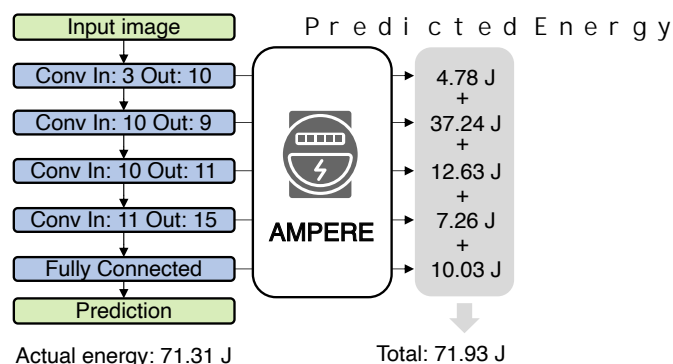 Input image
Predicted Energy
Conv In: 3 Out: 10
4.78 J
+
Conv In: 10 Out: 9
37.24 J
+
Conv In: 10 Out: 11
12.63 J
+
Conv In: 11 Out: 15
7.26 J
AMPERE
+
Fully Connected
10.03 J
Prediction
Actual energy: 71.31 J
Total: 71.93 J